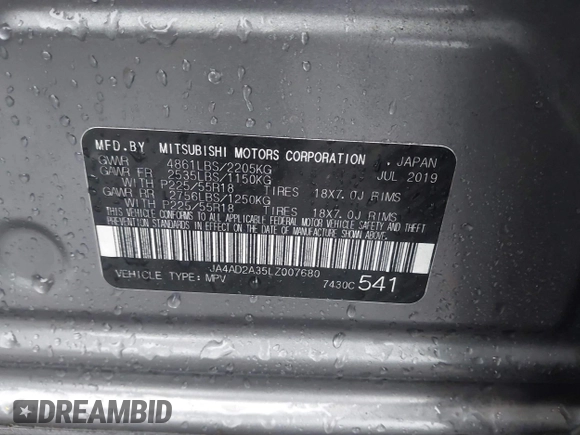 MFD.BY MITSUBISHI MOTORS CORPORATION , JAPAN
GVWR 4861LBS/2205KG JUL 2019
GAWR FR 2535LBS/1150KG
WITH P225/55R18 TIRES 18X7.0J RIMS
GAWR RR 2756LBS/1250KG
WITH P225/55R18 TIRES 18X7.0J RIMS
THIS VEHICLE CONFORMS TO ALL APPLICABLE FEDERAL MOTOR VEHICLE SAFETY AND THEFT
PREVENTION STANDARDS IN EFFECT ON THE DATE OF MANUFACTURE SHOWN ABOVE.
JA4AD2A35LZ007680
VEHICLE TYPE: MPV 7430C 541
DREAMBID